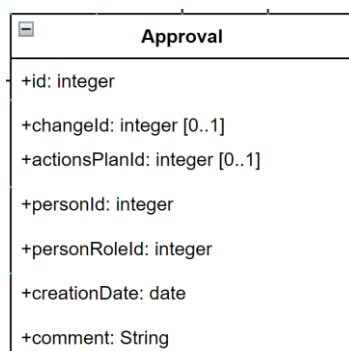 Approval
+id: integer
+changeId: integer [0..1]
+actionsPlanId: integer [0..1]
+personId: integer
+personRoleId: integer
+creationDate: date
+comment: String